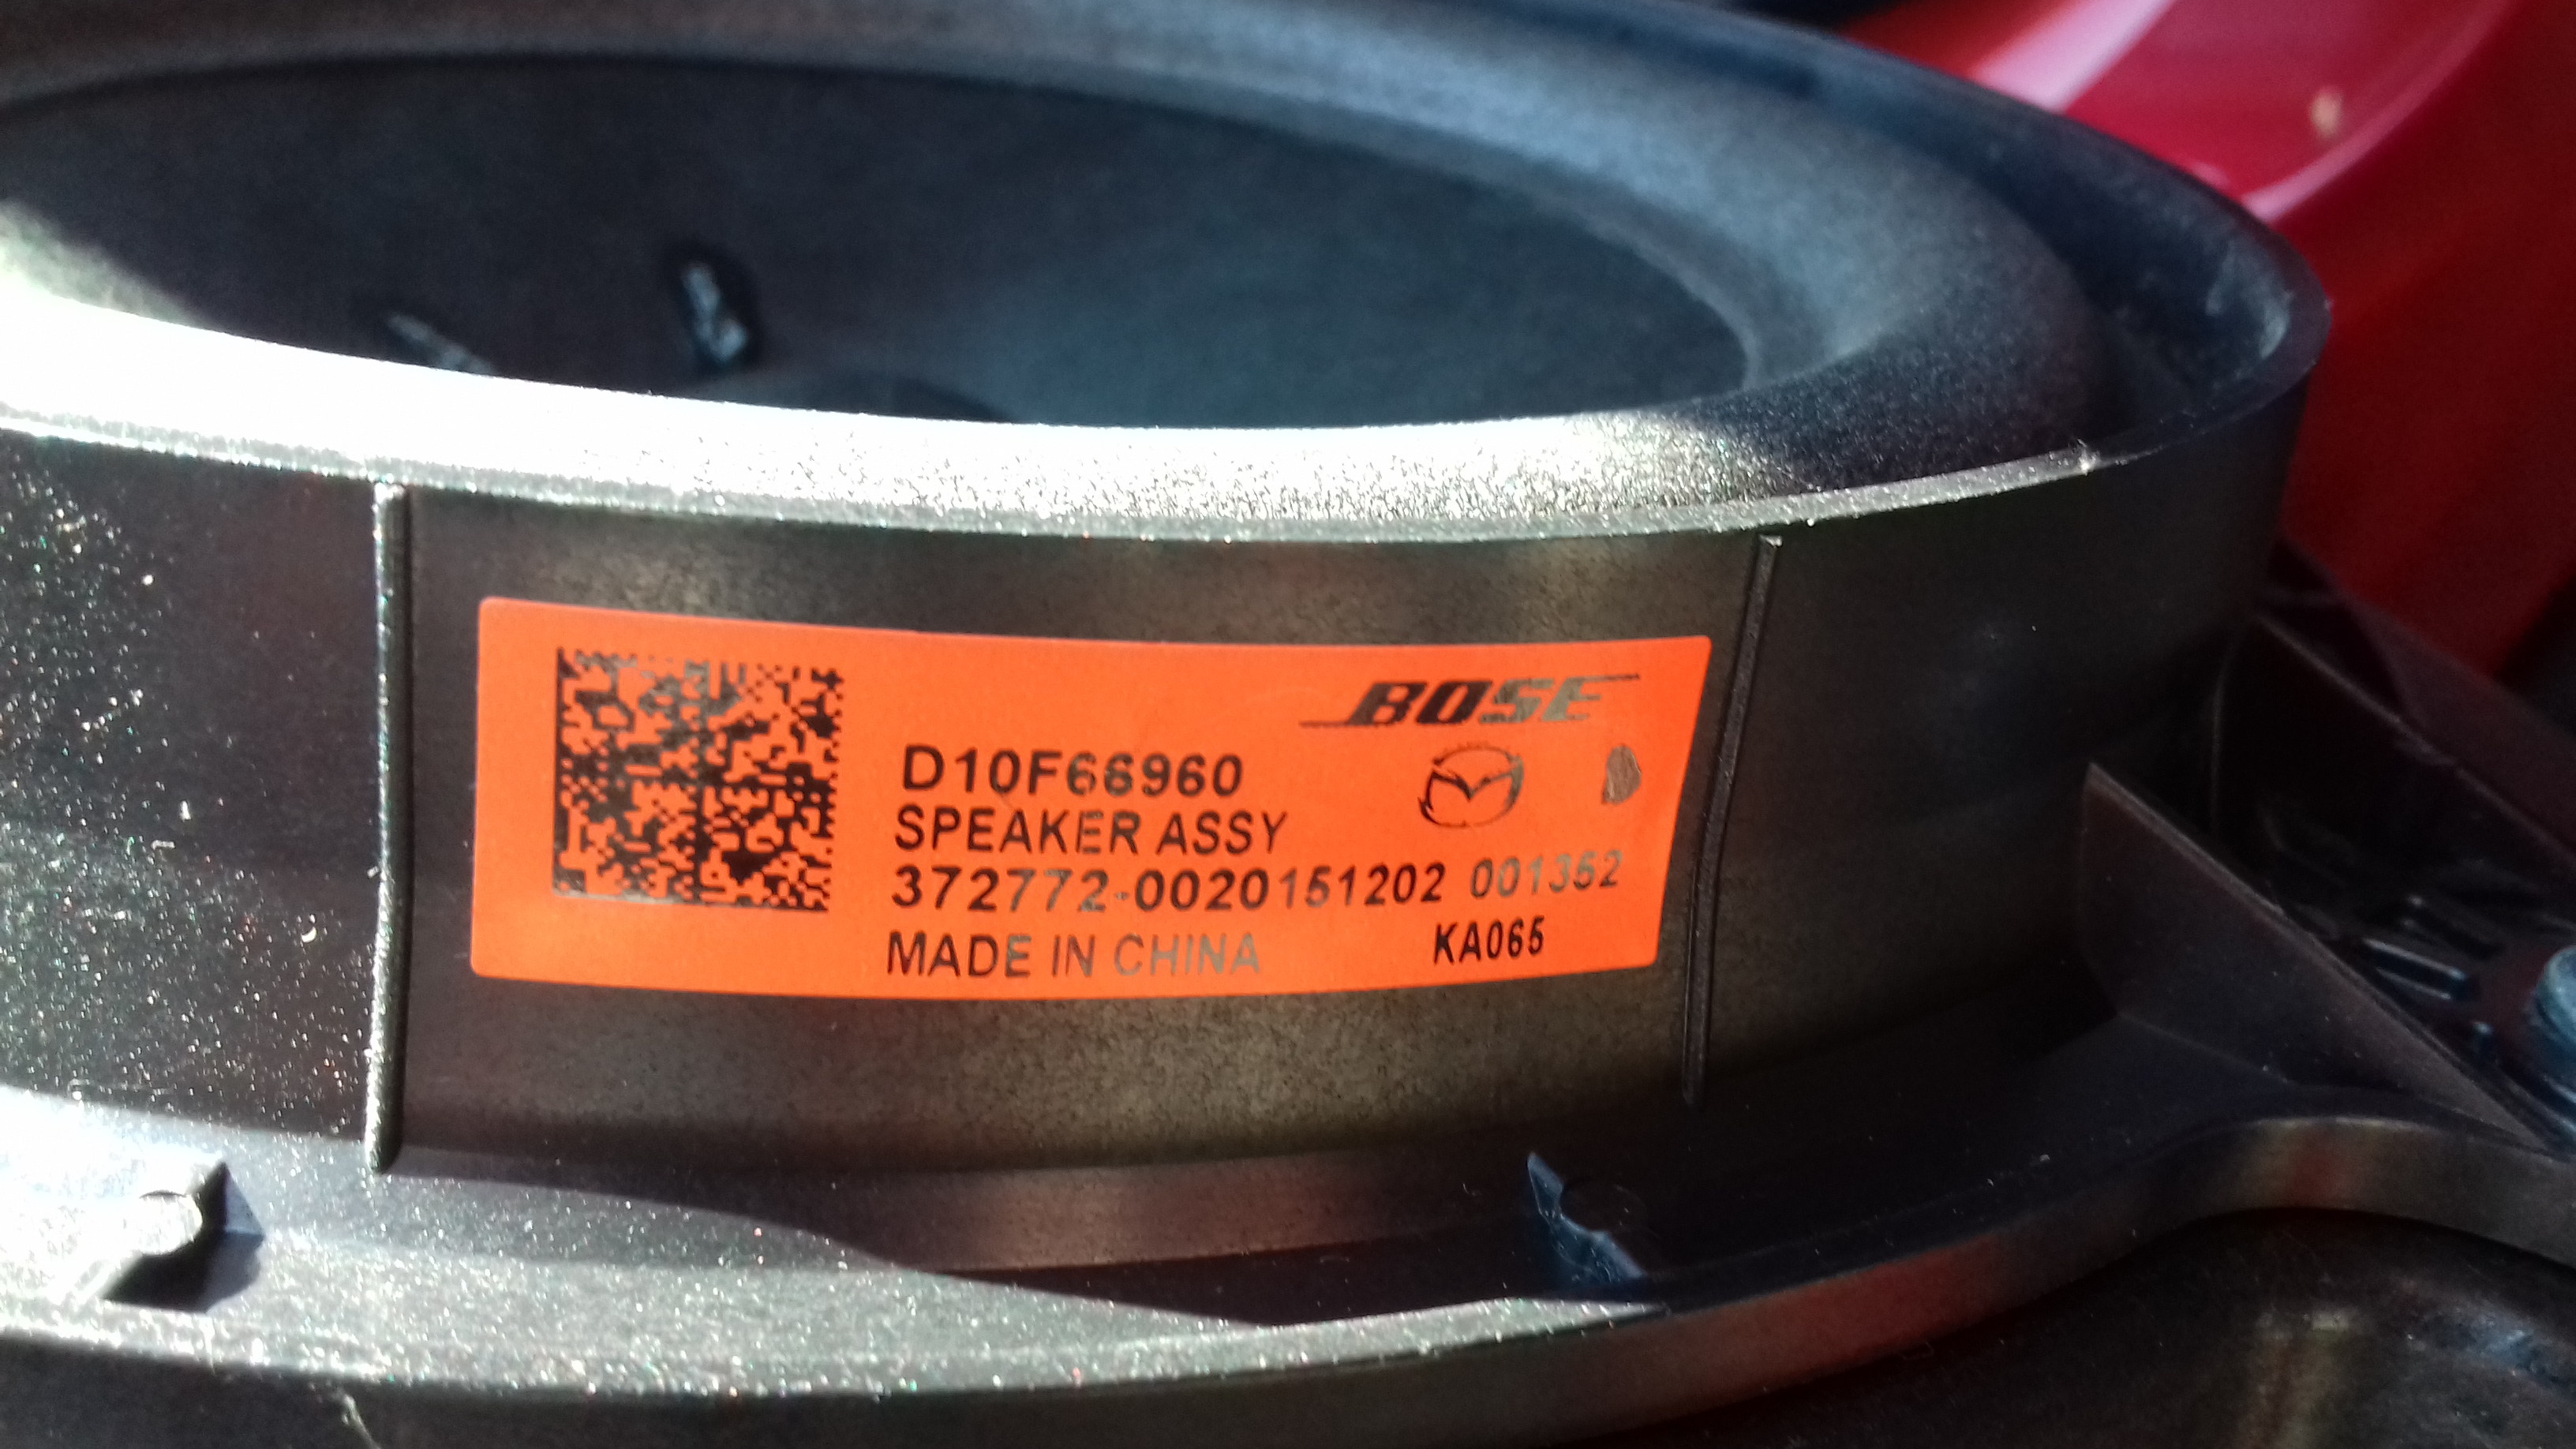 BOSE
D10F66960
SPEAKER ASSY
372772-0020151202 001352
MADE IN CHINA KA065